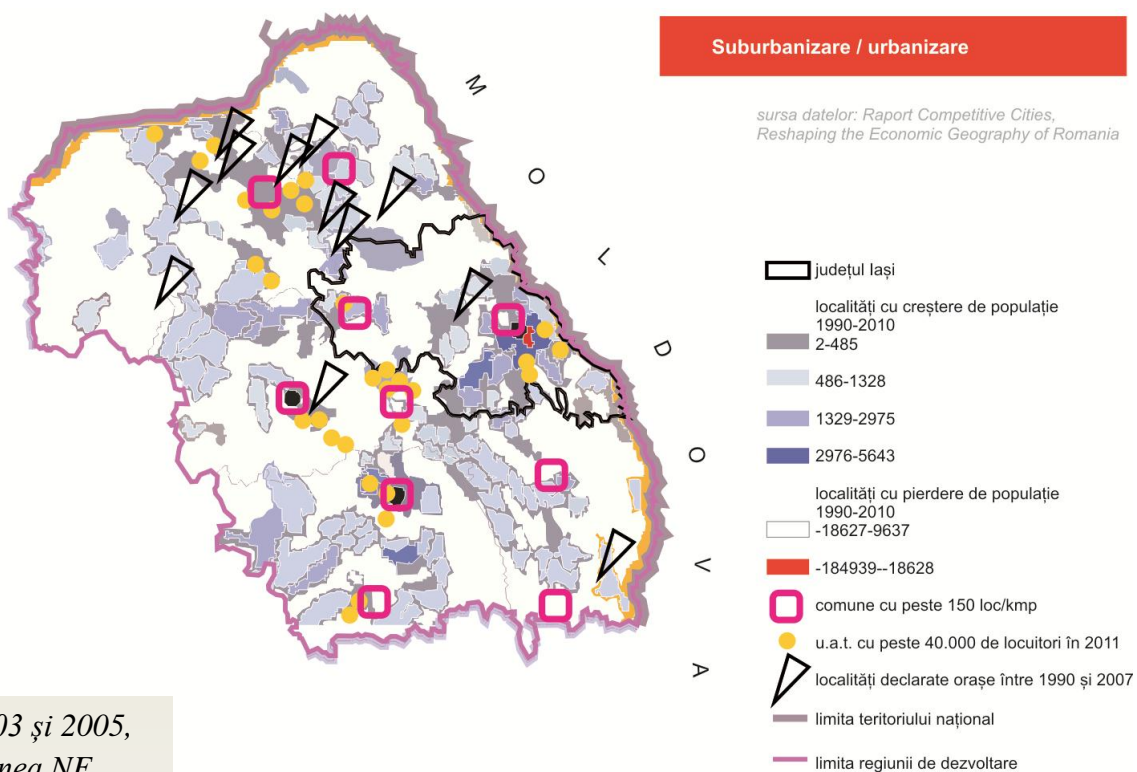 Suburbanizare / urbanizare
sursa datelor: Raport Competitive Cities,
Reshaping the Economic Geography of Romania
M
O
L
D
O
V
A
județul Iași
localități cu creștere de populație
1990-2010
2-485
486-1328
1329-2975
2976-5643
localități cu pierdere de populație
1990-2010
-18627-9637
-184939--18628
comune cu peste 150 loc/kmp
u.a.t. cu peste 40.000 de locuitori în 2011
localități declarate orașe între 1990 și 2007
limita teritoriului național
limita regiunii de dezvoltare
03 și 2005,
nea NE